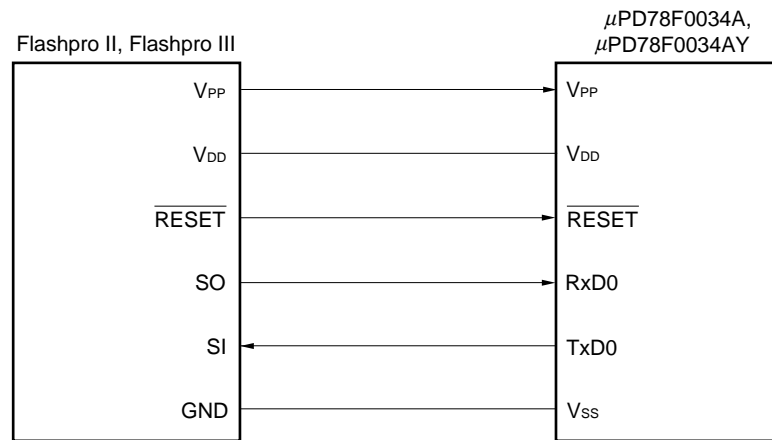 Flashpro II, Flashpro III
μPD78F0034A,
μPD78F0034AY
VPP
VPP
VDD
VDD
RESET
RESET
SO
RxD0
SI
TxD0
GND
VSS